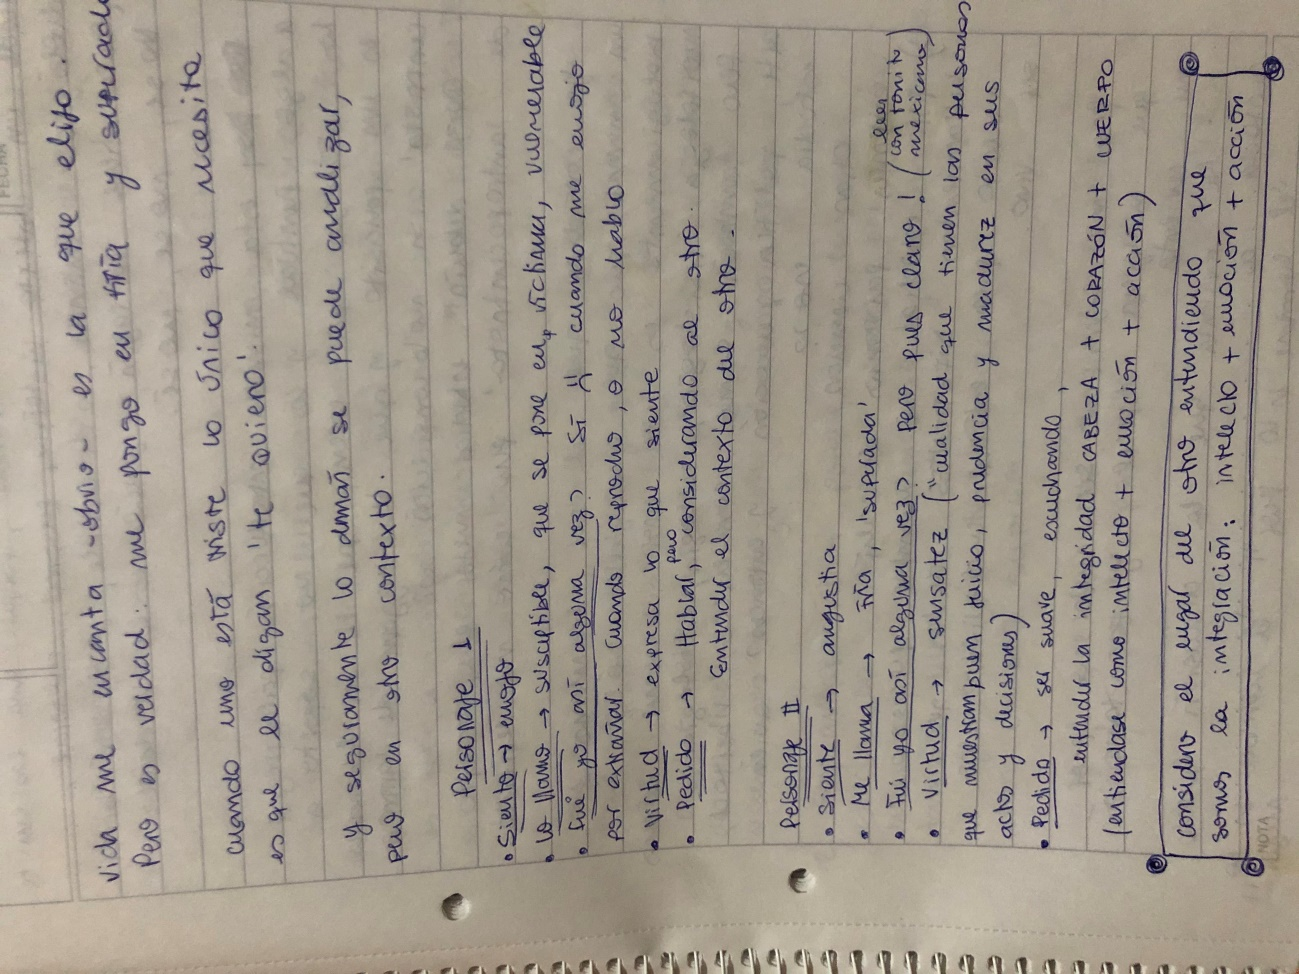 vida me encanta -obvio- es la que elijo.
Pero es verdad: me pongo en fría y superada,
cuando uno está triste lo único que necesita
es que le digan 'te quiero'.
y seguramente lo demás se puede analizar,
pero en otro contexto.
Personaje I
• Siento → enojo
• Lo llamo → susceptible, que se pone en, víctima, vulnerable
• fui yo así alguna vez? Sí :( cuando me enojo
por extrañar. Cuando reprocho, o no hablo
• Virtud → expresa lo que siente
• Pedido → Hablar, pero considerando al otro.
Entender el contexto del otro.
Personaje II
• Siente → angustia
• Me llama → fría, 'superada'
• Fui yo así alguna vez? pero pues claro! (leer con tonito mexicano)
• Virtud → sensatez ("cualidad que tienen las personas
que muestran buen juicio, prudencia y madurez en sus
actos y decisiones)
• Pedido → ser suave, escuchando,
entender la integridad CABEZA + CORAZÓN + CUERPO
(entiendase como intelecto + emoción + acción)
considero el lugar del otro entendiendo que
somos la integración: intelecto + emoción + acción
NOTA
FECHA